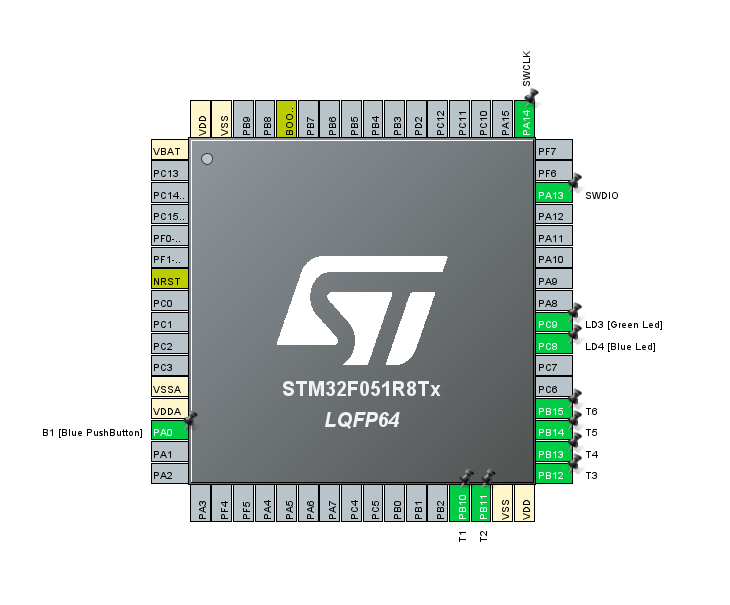 SWCLK
VDD
VSS
PB9
PB8
BOO..
PB7
PB6
PB5
PB4
PB3
PD2
PC12
PC11
PC10
PA15
PA14
VBAT
PC13
PC14..
PC15..
PF0-..
PF1-..
NRST
PC0
PC1
PC2
PC3
VSSA
VDDA
B1 [Blue PushButton] PA0
PA1
PA2
STM32F051R8Tx
LQFP64
PF7
PF6
PA13 SWDIO
PA12
PA11
PA10
PA9
PA8
PC9 LD3 [Green Led]
PC8 LD4 [Blue Led]
PC7
PC6
PB15 T6
PB14 T5
PB13 T4
PB12 T3
PA3
PF4
PF5
PA4
PA5
PA6
PA7
PC4
PC5
PB0
PB1
PB2
PB10
PB11
VSS
VDD
T1
T2